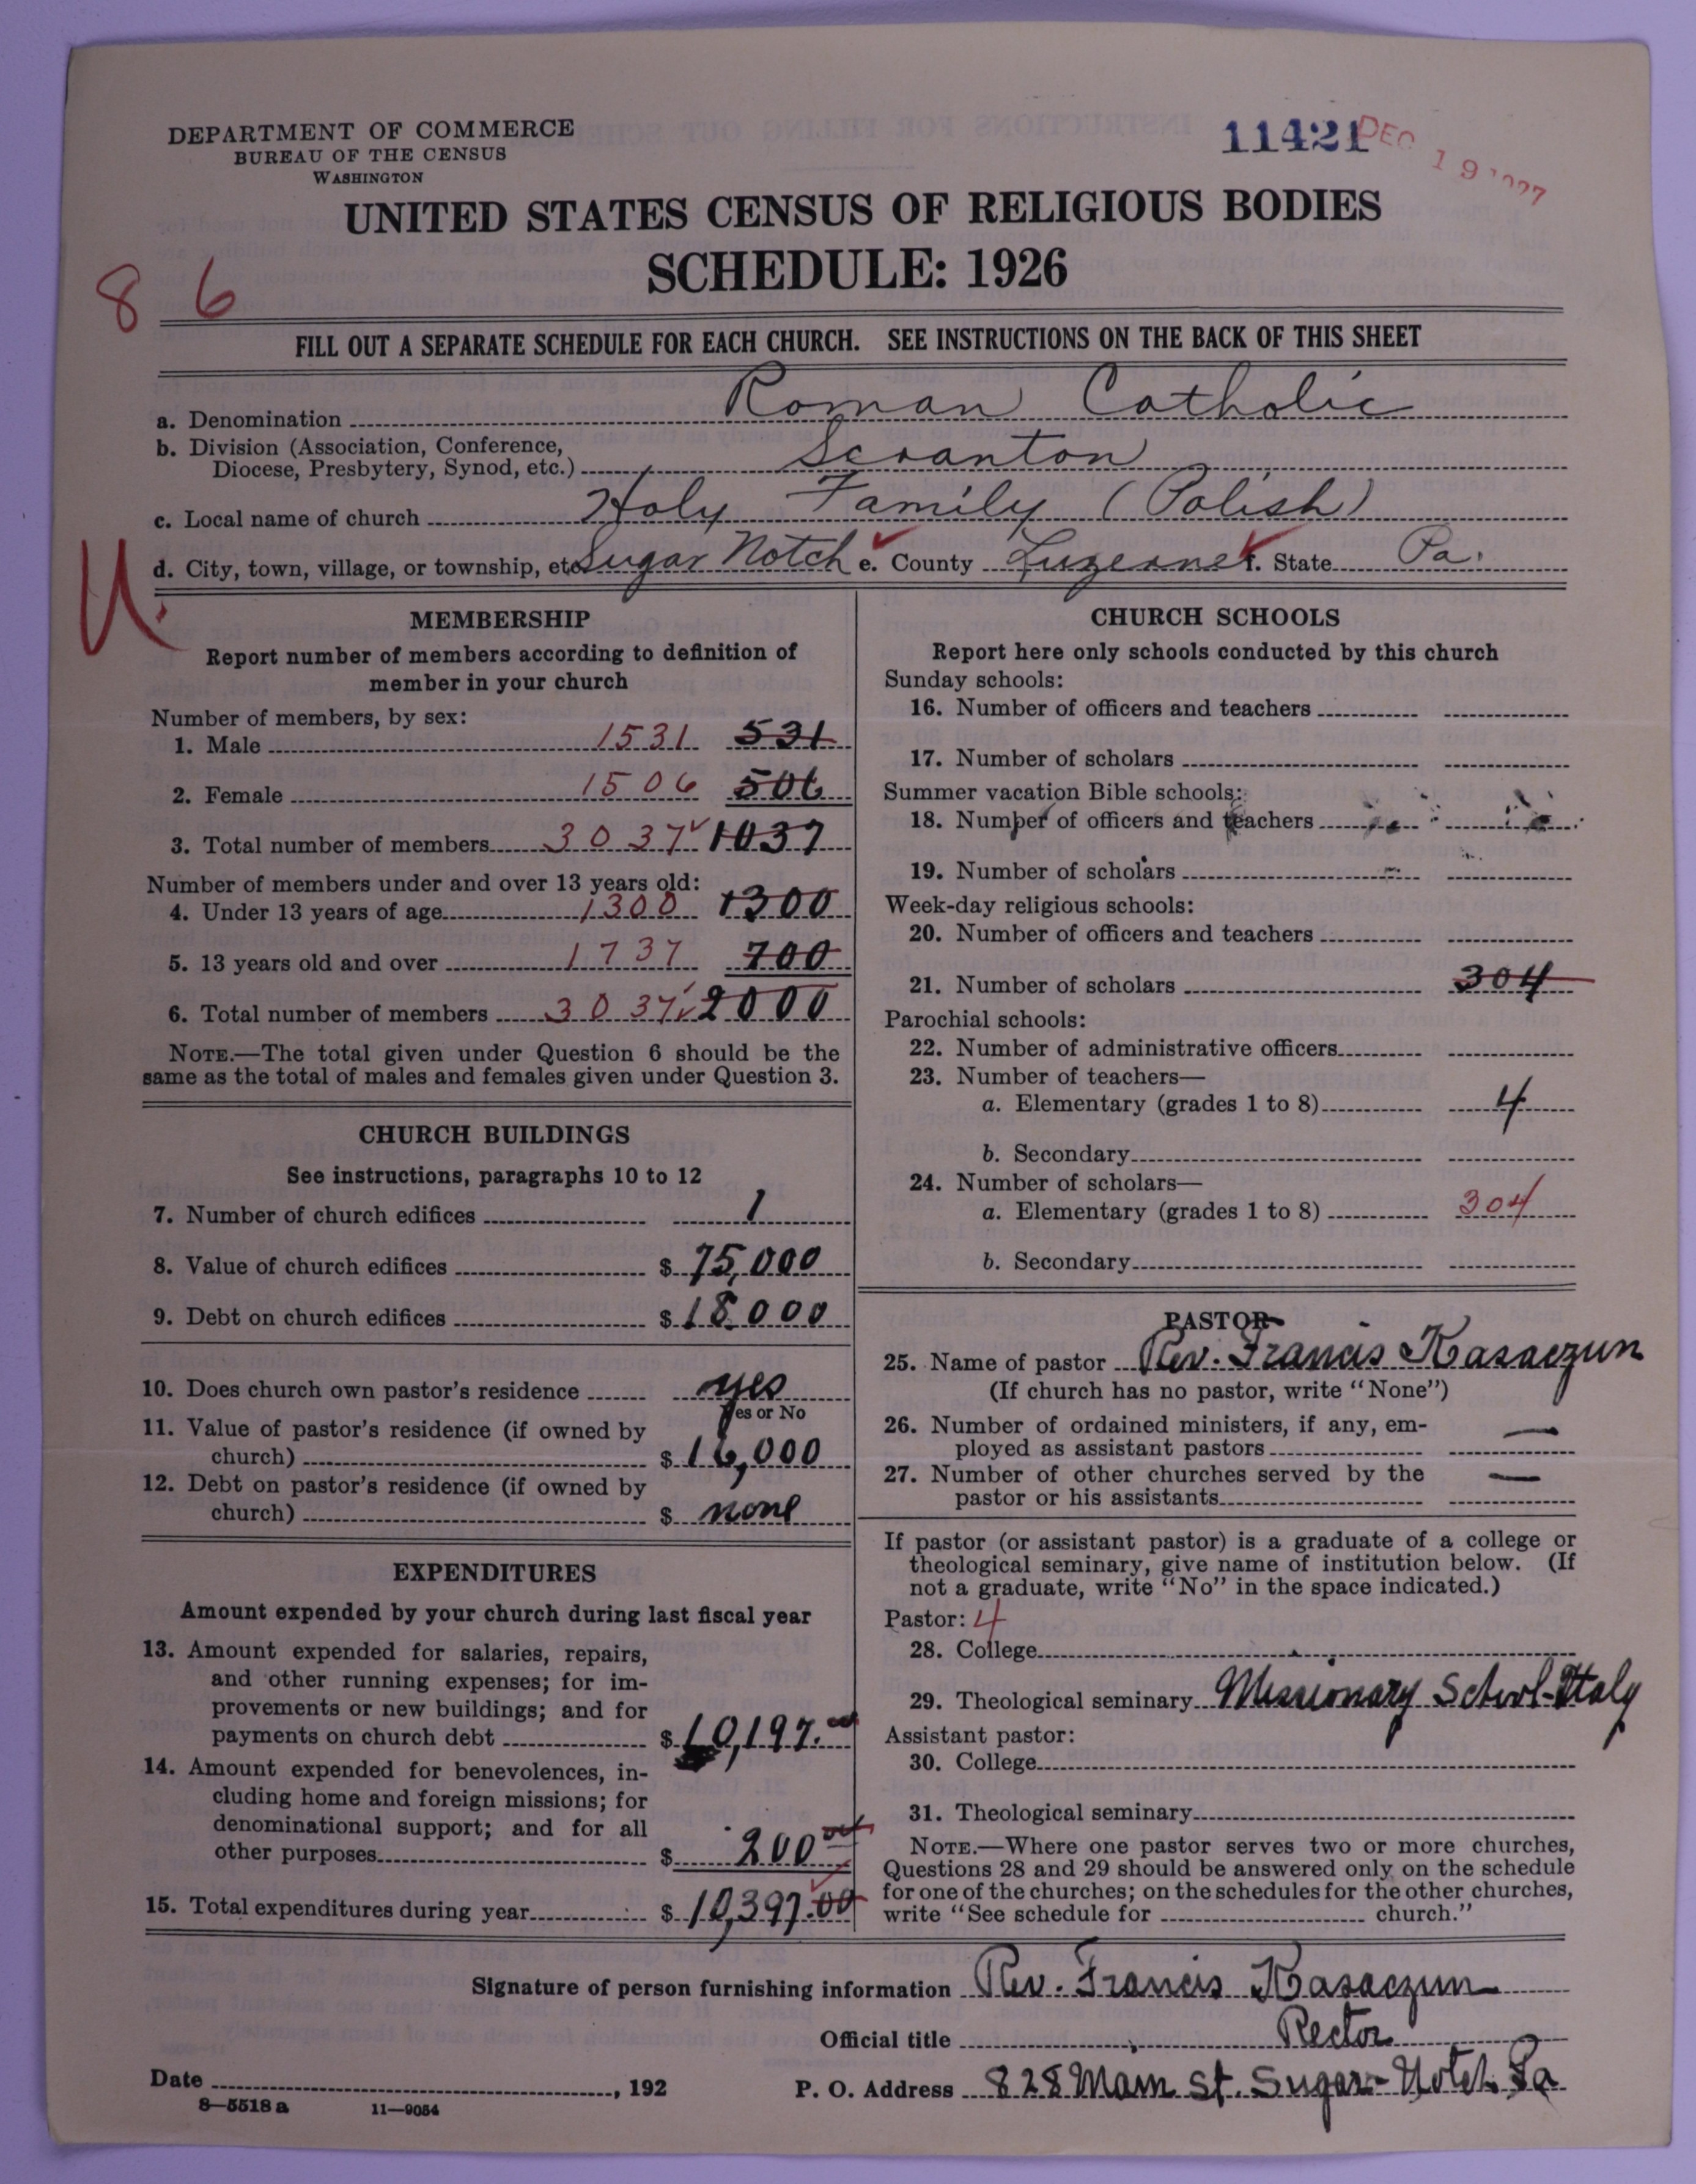 DEPARTMENT OF COMMERCE
BUREAU OF THE CENSUS
WASHINGTON
11421
DEC 19 1927
UNITED STATES CENSUS OF RELIGIOUS BODIES
SCHEDULE: 1926
8 6
FILL OUT A SEPARATE SCHEDULE FOR EACH CHURCH. SEE INSTRUCTIONS ON THE BACK OF THIS SHEET
a. Denomination Roman Catholic
b. Division (Association, Conference,
Diocese, Presbytery, Synod, etc.) Scranton
c. Local name of church Holy Family (Polish)
d. City, town, village, or township, etc. Sugar Notch e. County Luzerne f. State Pa.
U.
MEMBERSHIP
Report number of members according to definition of
member in your church
Number of members, by sex:
1. Male 1531 531
2. Female 1506 506
3. Total number of members 3037 1037
Number of members under and over 13 years old:
4. Under 13 years of age 1300 1300
5. 13 years old and over 1737 700
6. Total number of members 3037 2000
NOTE.—The total given under Question 6 should be the
same as the total of males and females given under Question 3.
CHURCH BUILDINGS
See instructions, paragraphs 10 to 12
7. Number of church edifices 1
8. Value of church edifices $ 75,000
9. Debt on church edifices $ 18000
10. Does church own pastor's residence yes
Yes or No
11. Value of pastor's residence (if owned by
church) $ 16,000
12. Debt on pastor's residence (if owned by
church) $ none
EXPENDITURES
Amount expended by your church during last fiscal year
13. Amount expended for salaries, repairs,
and other running expenses; for im-
provements or new buildings; and for
payments on church debt $ 10,197.00
14. Amount expended for benevolences, in-
cluding home and foreign missions; for
denominational support; and for all
other purposes $ 200 00
15. Total expenditures during year $ 10,397.00
CHURCH SCHOOLS
Report here only schools conducted by this church
Sunday schools:
16. Number of officers and teachers
17. Number of scholars
Summer vacation Bible schools:
18. Number of officers and teachers
19. Number of scholars
Week-day religious schools:
20. Number of officers and teachers
21. Number of scholars 304
Parochial schools:
22. Number of administrative officers
23. Number of teachers—
a. Elementary (grades 1 to 8) 4
b. Secondary
24. Number of scholars—
a. Elementary (grades 1 to 8) 304
b. Secondary
PASTOR
25. Name of pastor Rev. Francis Kasaczun
(If church has no pastor, write "None")
26. Number of ordained ministers, if any, em-
ployed as assistant pastors —
27. Number of other churches served by the
pastor or his assistants —
If pastor (or assistant pastor) is a graduate of a college or
theological seminary, give name of institution below. (If
not a graduate, write "No" in the space indicated.)
Pastor: 4
28. College
29. Theological seminary Missionary School-Italy
Assistant pastor:
30. College
31. Theological seminary
NOTE.—Where one pastor serves two or more churches,
Questions 28 and 29 should be answered only on the schedule
for one of the churches; on the schedules for the other churches,
write "See schedule for church."
Signature of person furnishing information Rev. Francis Kasaczun
Official title Rector
Date , 192 P. O. Address 828 Main St. Sugar-Notch Pa
8—5518 a 11—9054